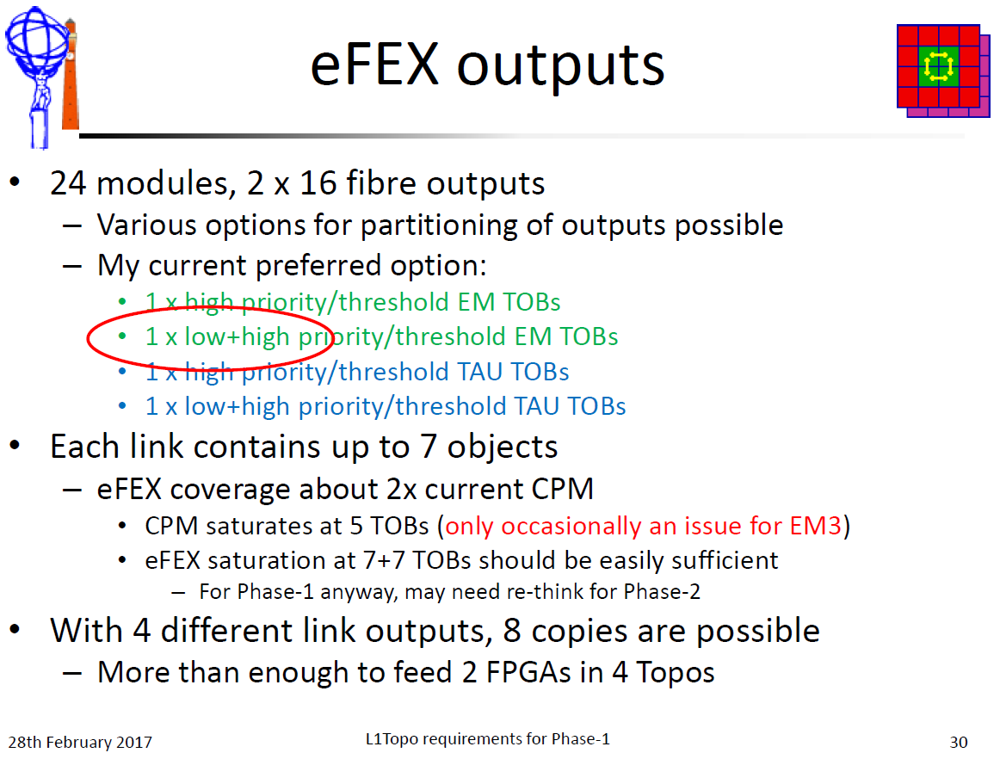 eFEX outputs
• 24 modules, 2 x 16 fibre outputs
– Various options for partitioning of outputs possible
– My current preferred option:
• 1 x high priority/threshold EM TOBs
• 1 x low+high priority/threshold EM TOBs
• 1 x high priority/threshold TAU TOBs
• 1 x low+high priority/threshold TAU TOBs
• Each link contains up to 7 objects
– eFEX coverage about 2x current CPM
• CPM saturates at 5 TOBs (only occasionally an issue for EM3)
• eFEX saturation at 7+7 TOBs should be easily sufficient
– For Phase-1 anyway, may need re-think for Phase-2
• With 4 different link outputs, 8 copies are possible
– More than enough to feed 2 FPGAs in 4 Topos
28th February 2017
L1Topo requirements for Phase-1
30